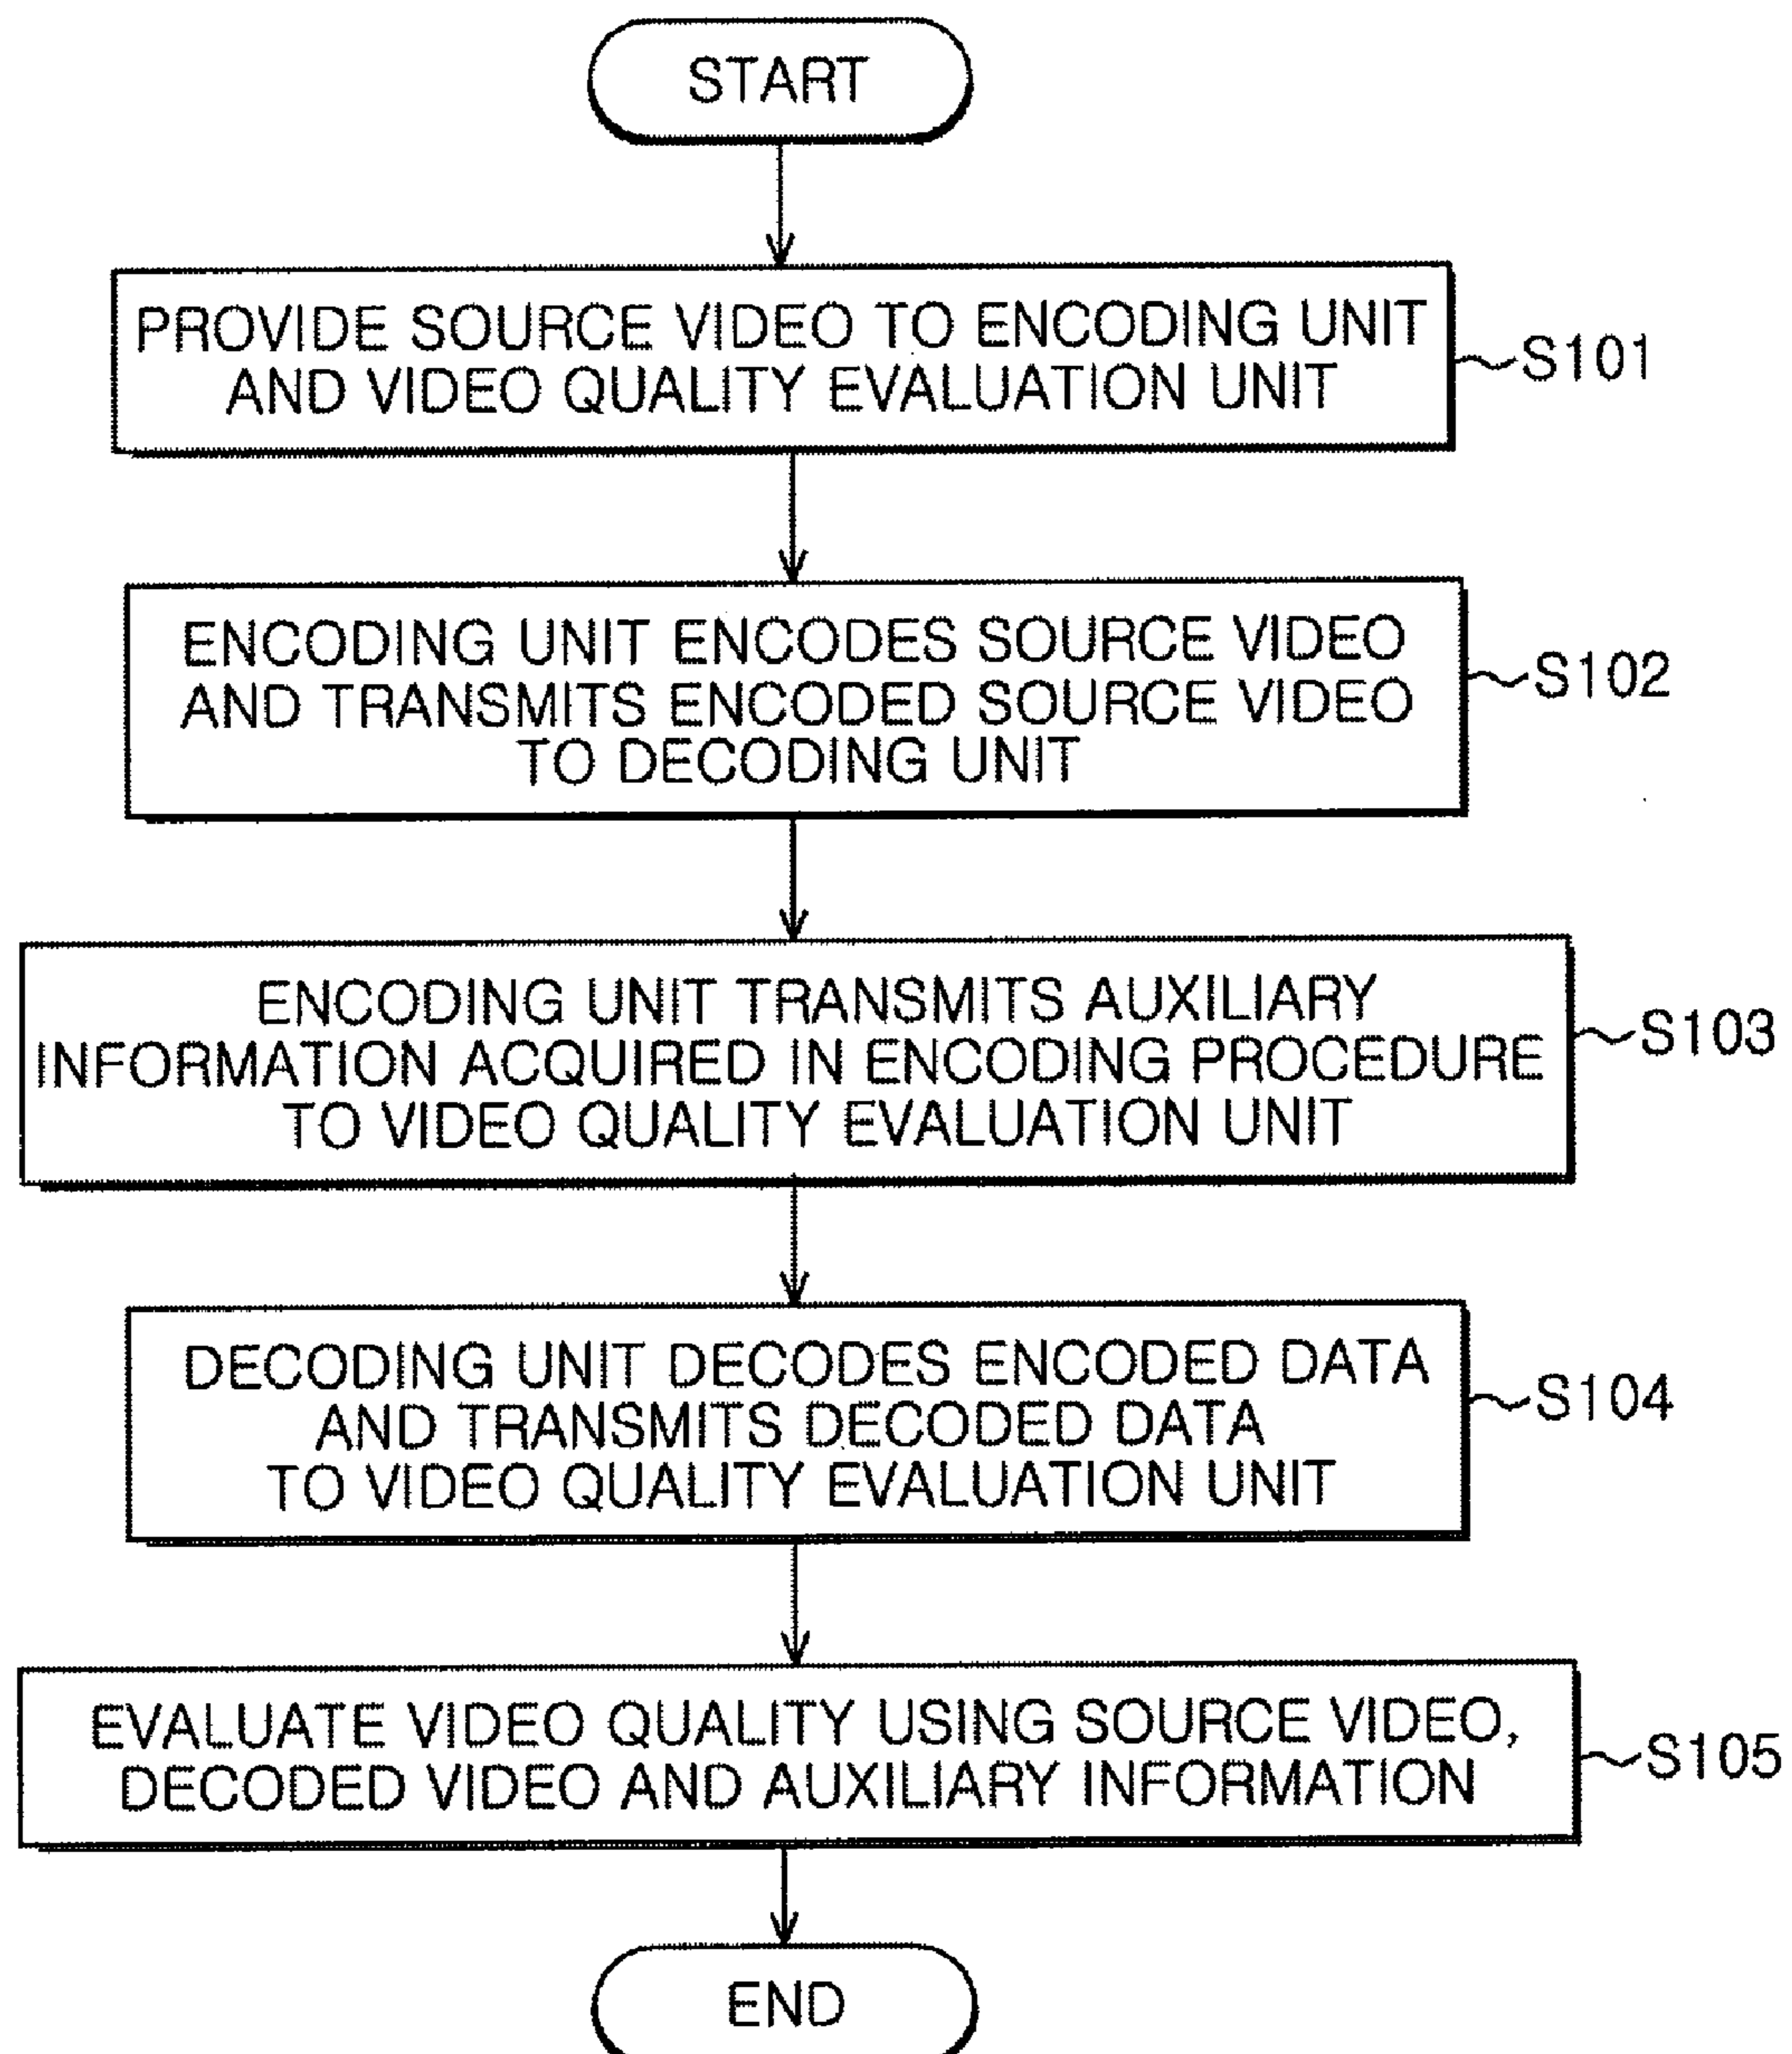 START
PROVIDE SOURCE VIDEO TO ENCODING UNIT
AND VIDEO QUALITY EVALUATION UNIT
S101
ENCODING UNIT ENCODES SOURCE VIDEO
AND TRANSMITS ENCODED SOURCE VIDEO
TO DECODING UNIT
S102
ENCODING UNIT TRANSMITS AUXILIARY
INFORMATION ACQUIRED IN ENCODING PROCEDURE
TO VIDEO QUALITY EVALUATION UNIT
S103
DECODING UNIT DECODES ENCODED DATA
AND TRANSMITS DECODED DATA
TO VIDEO QUALITY EVALUATION UNIT
S104
EVALUATE VIDEO QUALITY USING SOURCE VIDEO,
DECODED VIDEO AND AUXILIARY INFORMATION
S105
END